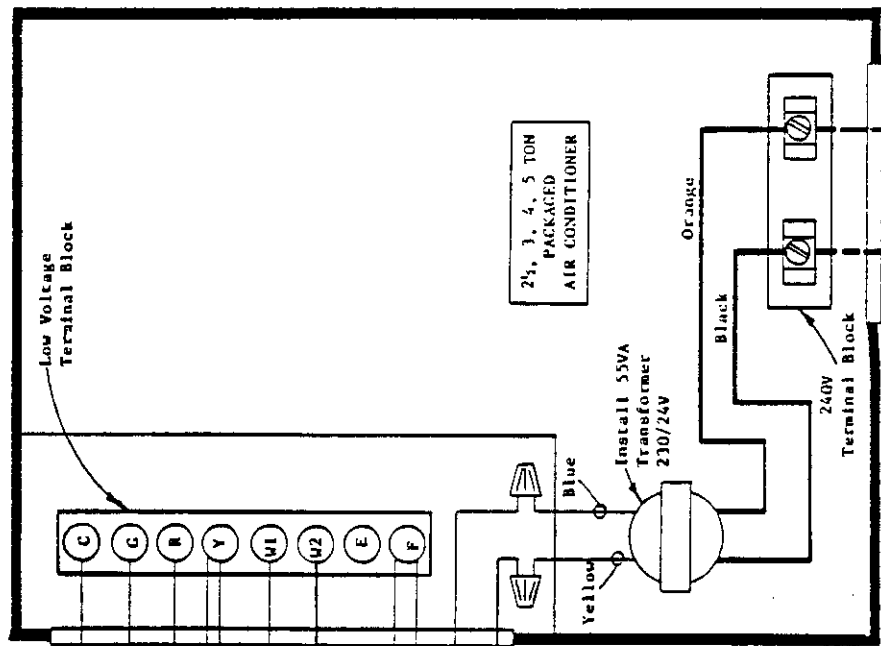 Low Voltage
Terminal Block
C
G
R
Y
W1
W2
E
F
2½, 3, 4, 5 TON
PACKAGED
AIR CONDITIONER
Orange
Black
240V
Terminal Block
Install 55VA
Transformer
230/24V
Blue
Yellow